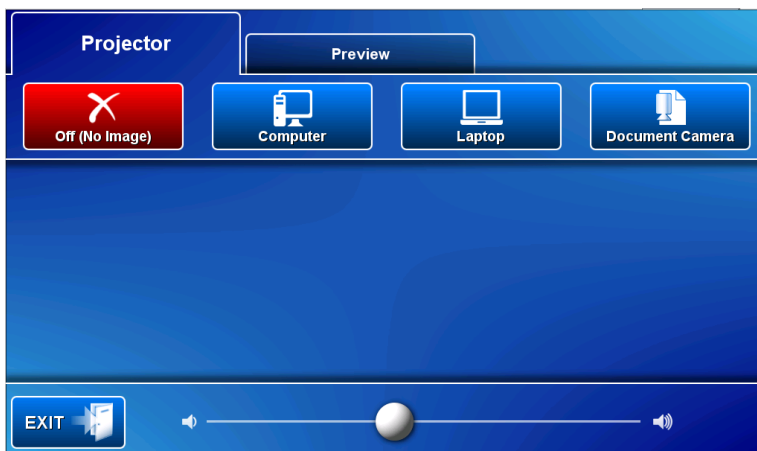 Projector
Preview
Off (No Image)
Computer
Laptop
Document Camera
EXIT